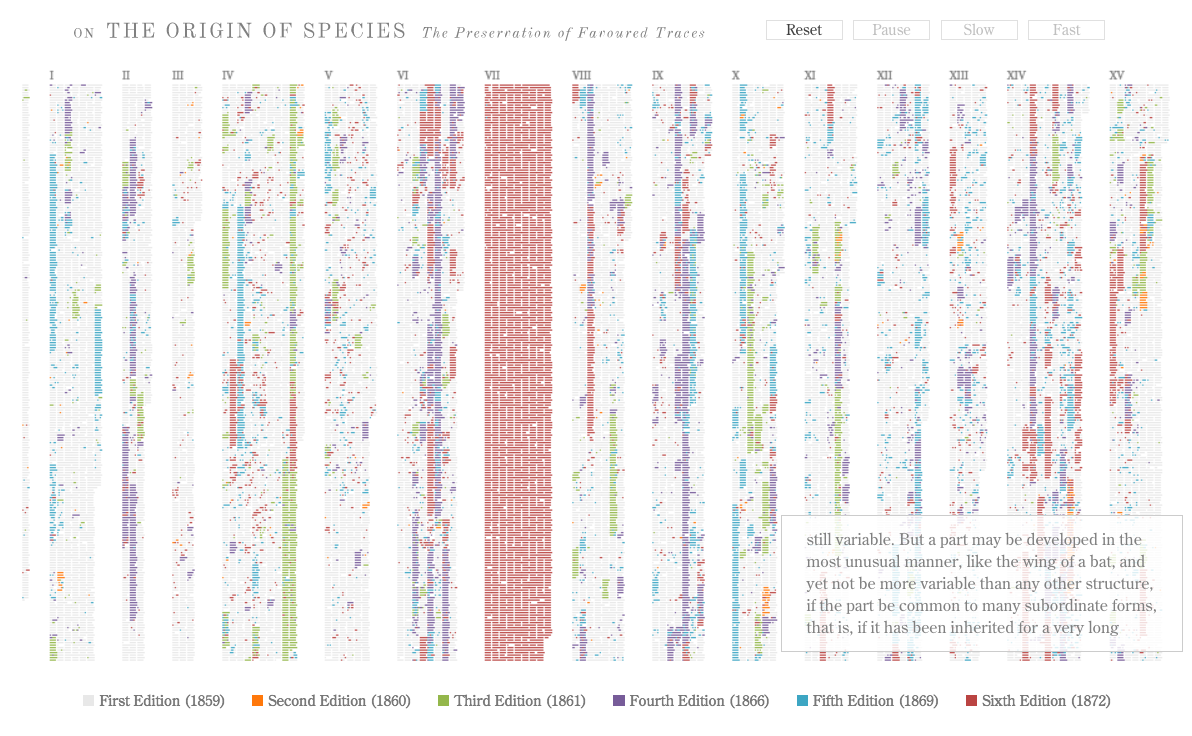 ON THE ORIGIN OF SPECIES The Preserration of Faroured Traces
Reset Pause Slow Fast
I II III IV V VI VII VIII IX X XI XII XIII XIV XV
still variable. But a part may be developed in the
most unusual manner, like the wing of a bat, and
yet not be more variable than any other structure,
if the part be common to many subordinate forms,
that is, if it has been inherited for a very long
First Edition (1859) Second Edition (1860) Third Edition (1861) Fourth Edition (1866) Fifth Edition (1869) Sixth Edition (1872)